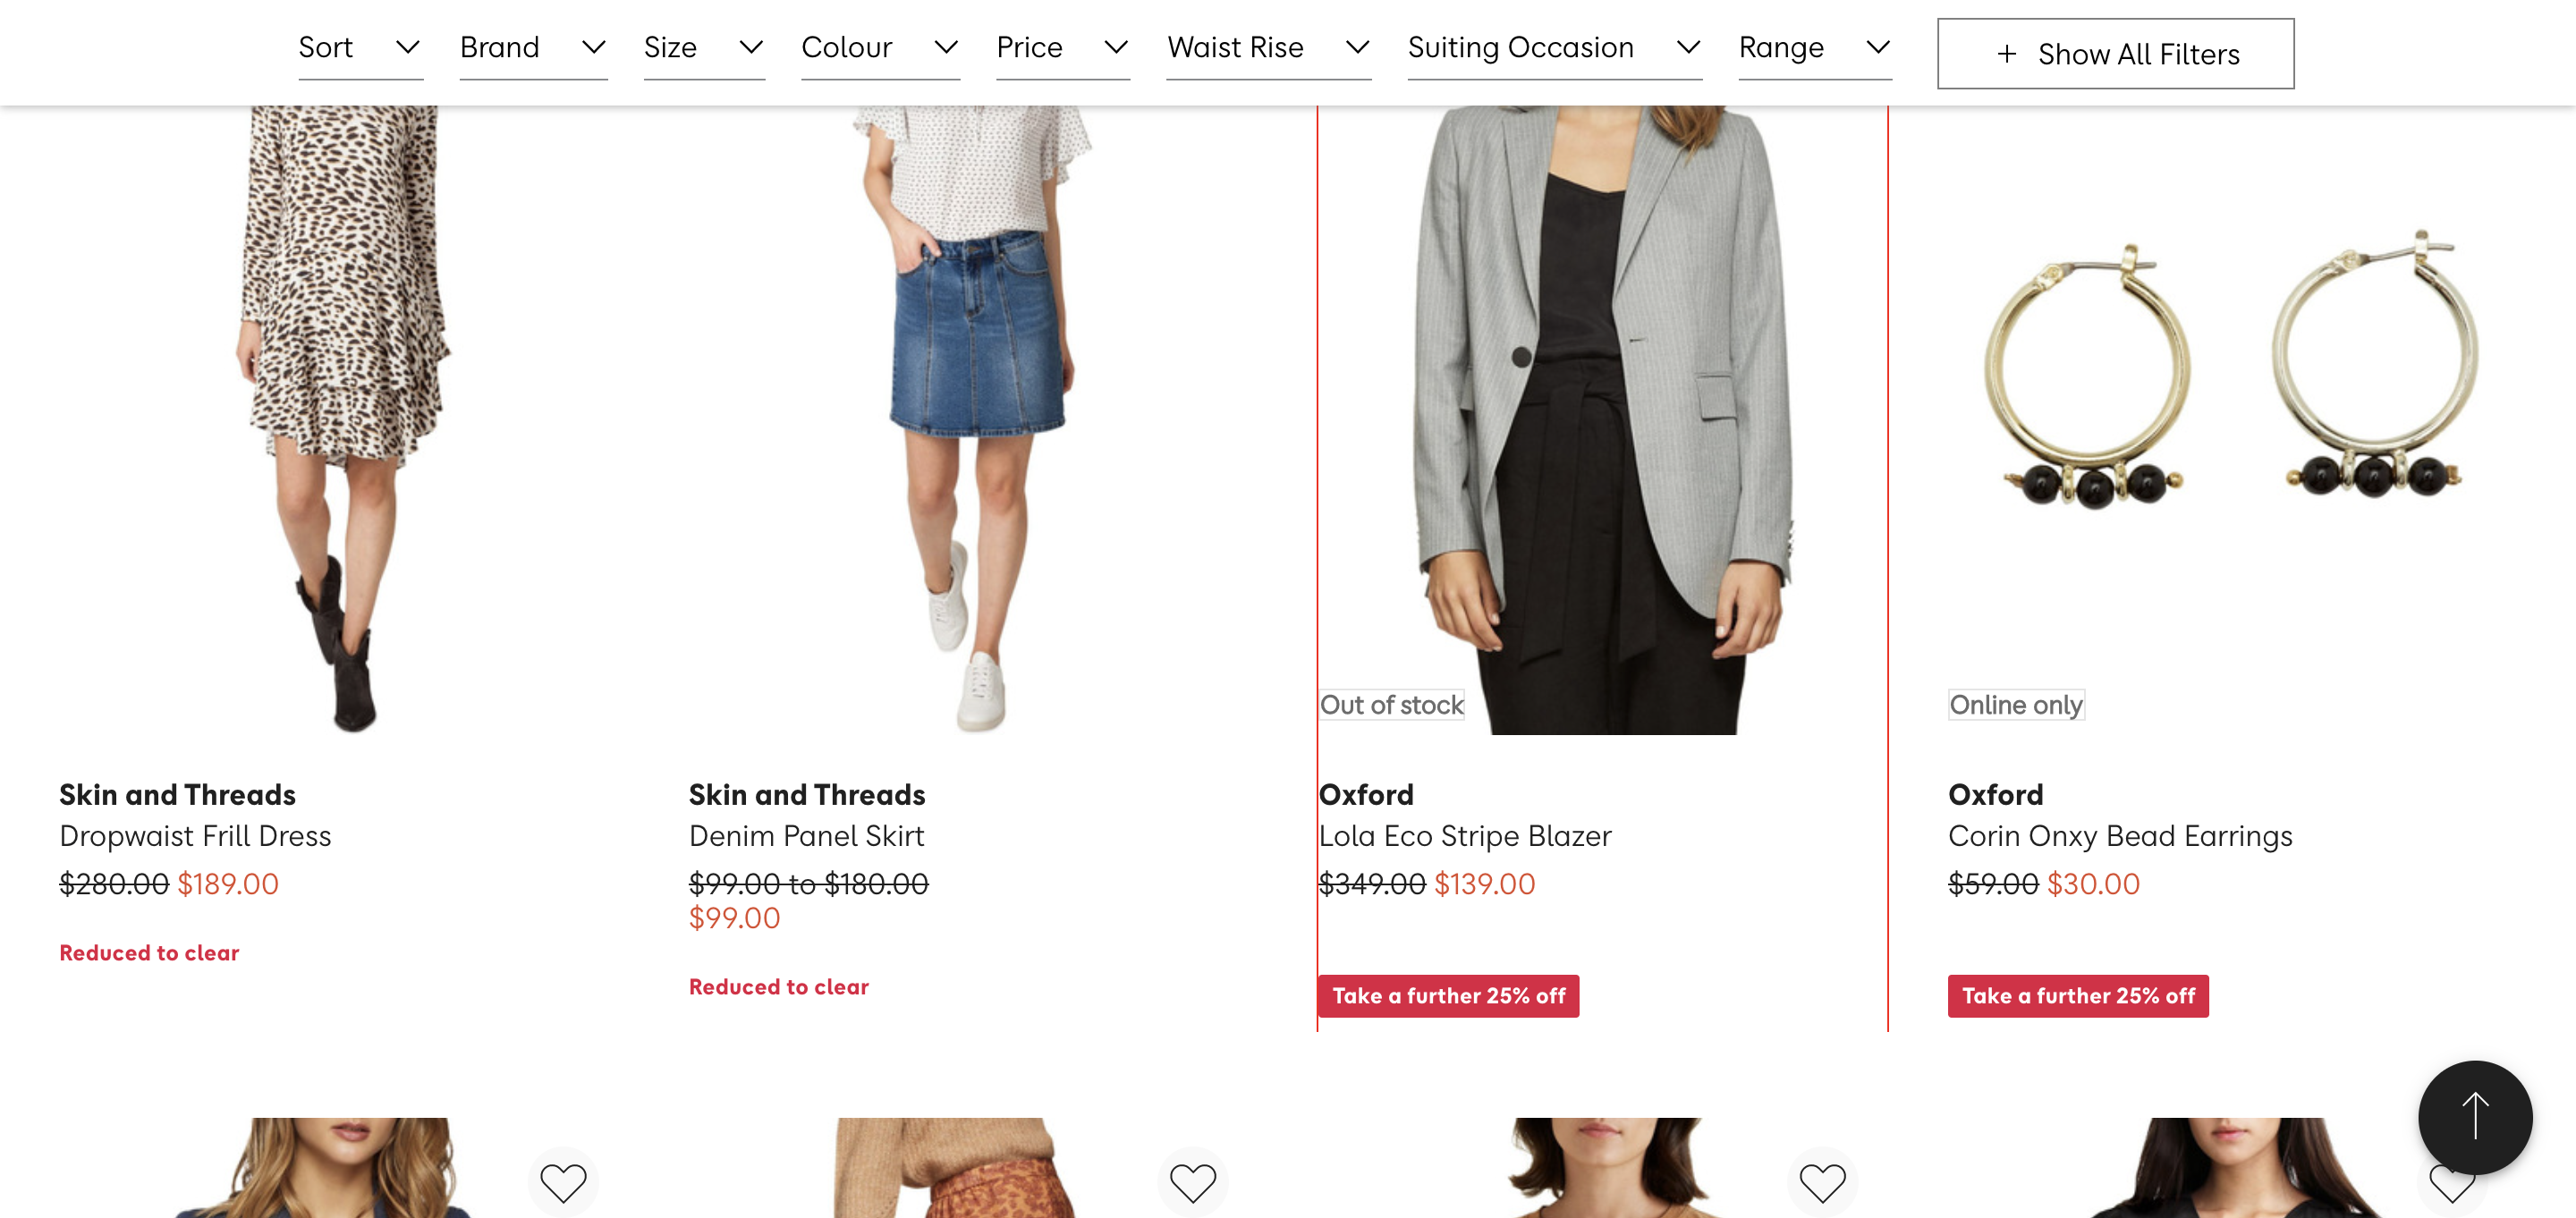 Sort
Brand
Size
Colour
Price
Waist Rise
Suiting Occasion
Range
+ Show All Filters
Skin and Threads
Dropwaist Frill Dress
$280.00 $189.00
Reduced to clear
Skin and Threads
Denim Panel Skirt
$99.00 to $180.00
$99.00
Reduced to clear
Out of stock
Oxford
Lola Eco Stripe Blazer
$349.00 $139.00
Take a further 25% off
Online only
Oxford
Corin Onxy Bead Earrings
$59.00 $30.00
Take a further 25% off